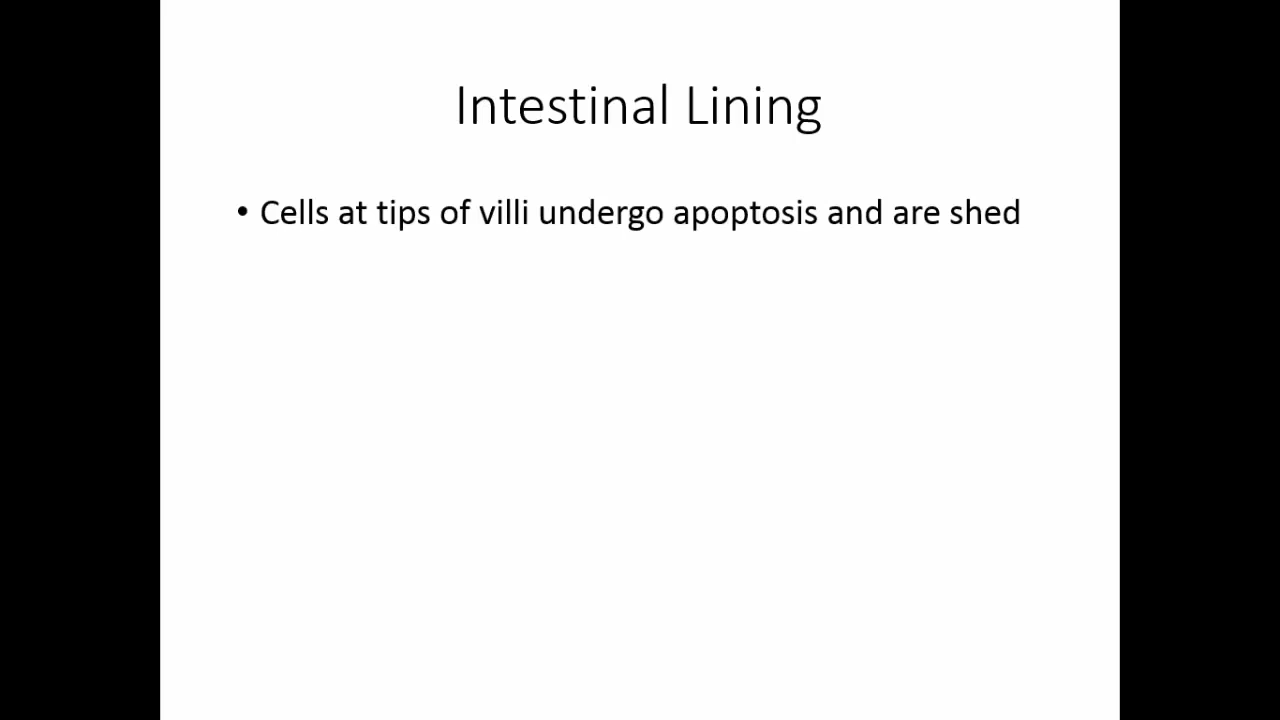 Intestinal Lining
• Cells at tips of villi undergo apoptosis and are shed